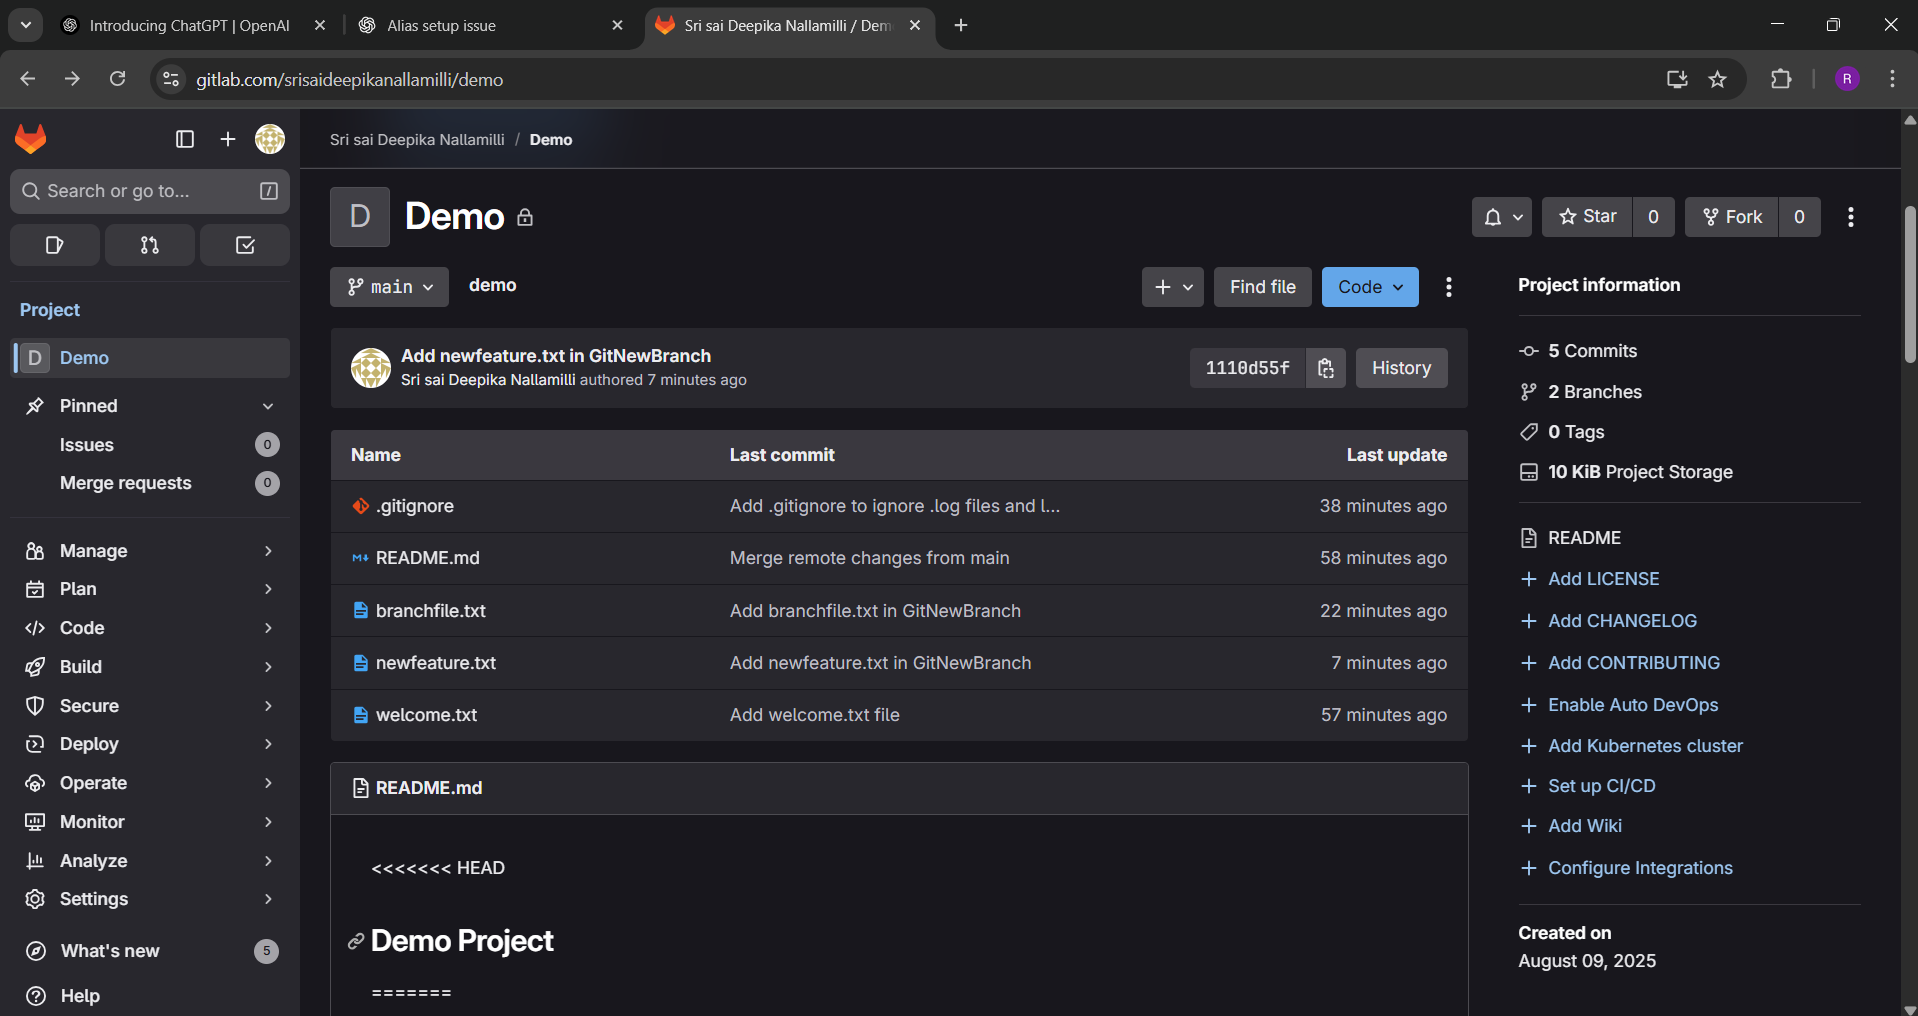 Introducing ChatGPT | OpenAI
Alias setup issue
Sri sai Deepika Nallamilli / Dem
gitlab.com/srisaideepikanallamilli/demo
R
Sri sai Deepika Nallamilli / Demo
Search or go to... /
D Demo
Star 0
Fork 0
main
demo
+
Find file
Code
Project
D Demo
Pinned
Issues 0
Merge requests 0
Manage
Plan
Code
Build
Secure
Deploy
Operate
Monitor
Analyze
Settings
What's new 5
Help
Add newfeature.txt in GitNewBranch
Sri sai Deepika Nallamilli authored 7 minutes ago
1110d55f
History
Name Last commit Last update
.gitignore Add .gitignore to ignore .log files and l... 38 minutes ago
README.md Merge remote changes from main 58 minutes ago
branchfile.txt Add branchfile.txt in GitNewBranch 22 minutes ago
newfeature.txt Add newfeature.txt in GitNewBranch 7 minutes ago
welcome.txt Add welcome.txt file 57 minutes ago
README.md
<<<<<<< HEAD
Demo Project
=======
Project information
5 Commits
2 Branches
0 Tags
10 KiB Project Storage
README
+ Add LICENSE
+ Add CHANGELOG
+ Add CONTRIBUTING
+ Enable Auto DevOps
+ Add Kubernetes cluster
+ Set up CI/CD
+ Add Wiki
+ Configure Integrations
Created on
August 09, 2025